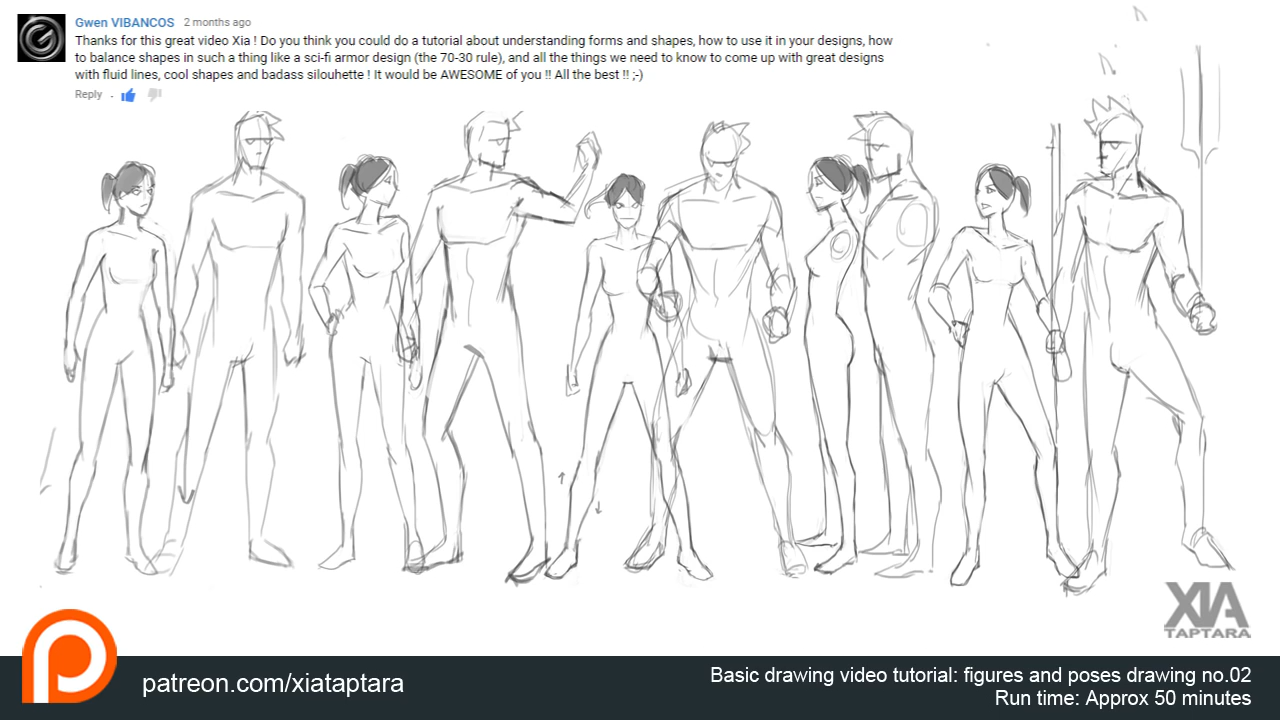 Gwen VIBANCOS 2 months ago
Thanks for this great video Xia ! Do you think you could do a tutorial about understanding forms and shapes, how to use it in your designs, how
to balance shapes in such a thing like a sci-fi armor design (the 70-30 rule), and all the things we need to know to come up with great designs
with fluid lines, cool shapes and badass silouhette ! It would be AWESOME of you !! All the best !! ;-)
Reply
XIA
TAPTARA
patreon.com/xiataptara
Basic drawing video tutorial: figures and poses drawing no.02
Run time: Approx 50 minutes